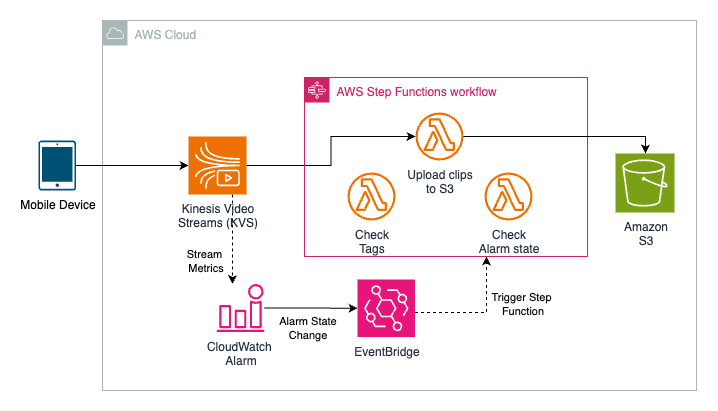 AWS Cloud
AWS Step Functions workflow
Upload clips
to S3
Mobile Device
Kinesis Video
Streams (KVS)
Check
Tags
Check
Alarm state
Amazon
S3
Stream
Metrics
Trigger Step
Function
Alarm State
Change
CloudWatch
Alarm
EventBridge